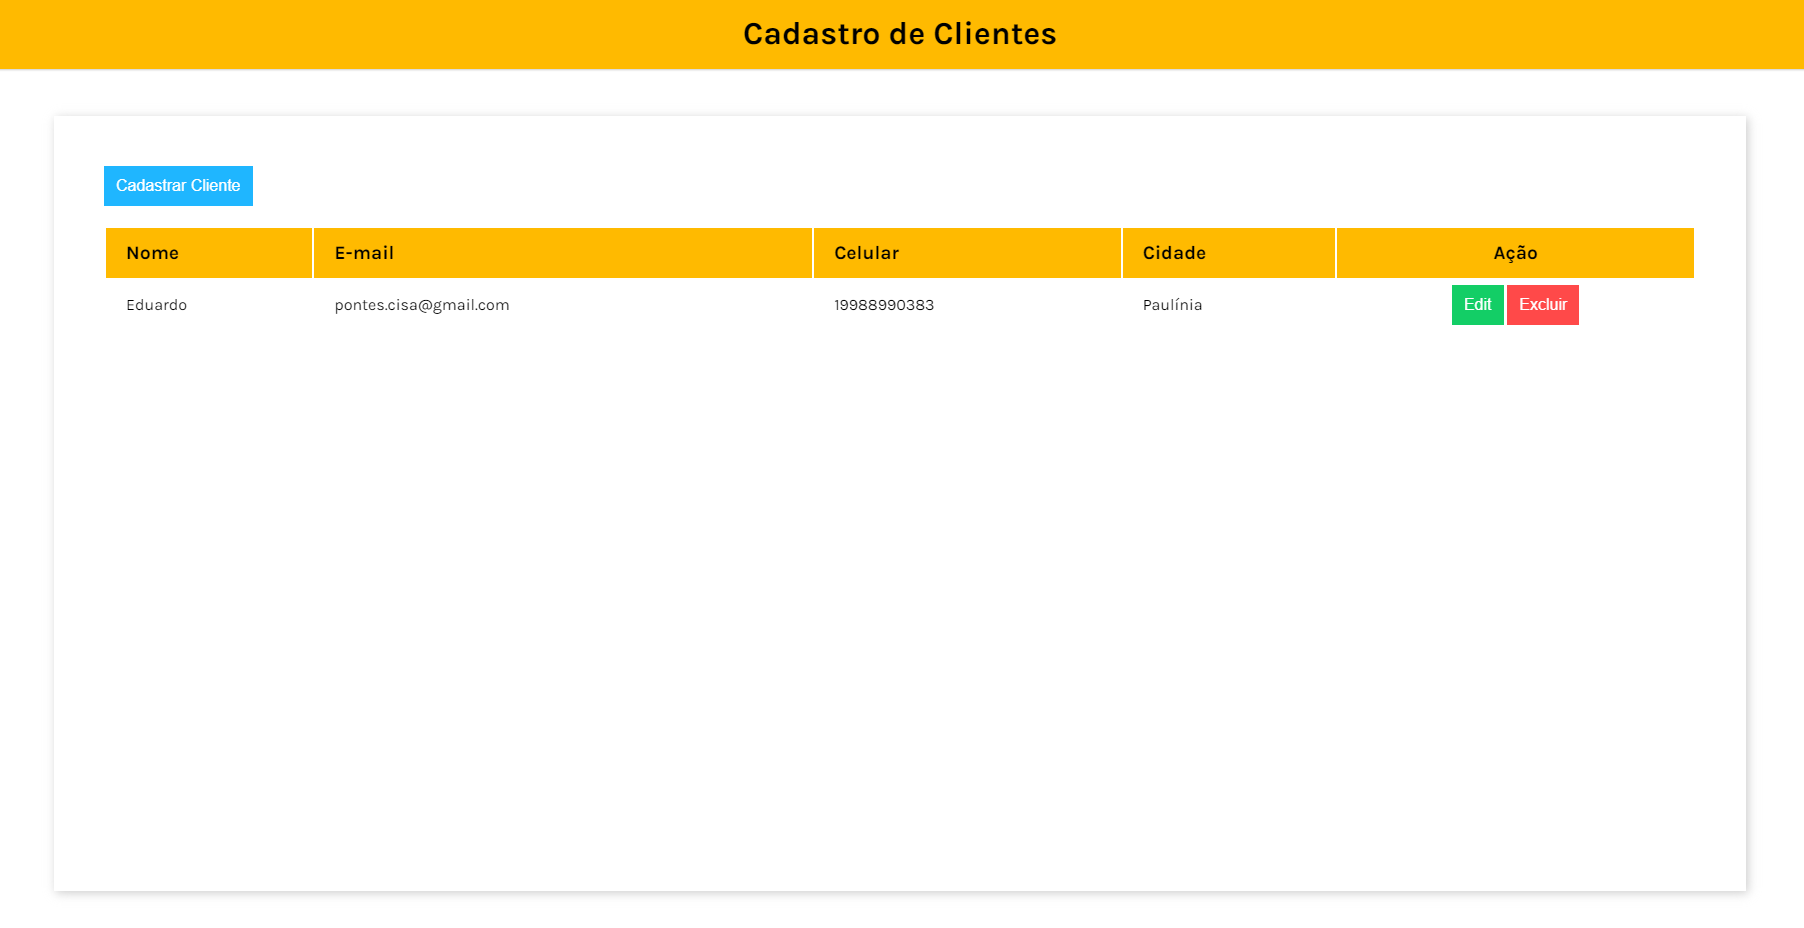 Cadastro de Clientes
Cadastrar Cliente
Nome E-mail Celular Cidade Ação
Eduardo pontes.cisa@gmail.com 19988990383 Paulínia Edit Excluir